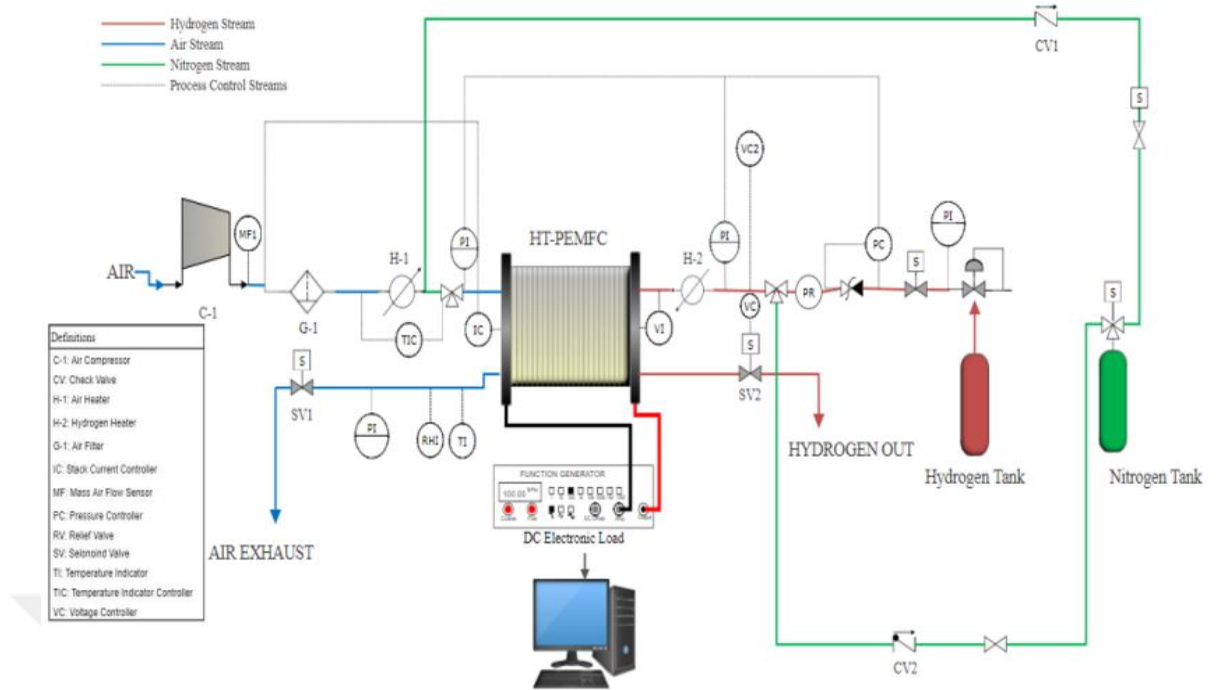 Hydrogen Stream
Air Stream
Nitrogen Stream
Process Control Streams
CV1
S
VC2
MF1
PI
HT-PEMFC
PI
PI
H-1
H-2
PC
S
S
AIR
C-1
G-1
TIC
IC
VI
VC
PR
S
S
SV1
SV2
PI
RHI
TI
HYDROGEN OUT
Hydrogen Tank
Nitrogen Tank
Definitions
C-1: Air Compressor
CV: Check Valve
H-1: Air Heater
H-2: Hydrogen Heater
G-1: Air Filter
IC: Stack Current Controller
MF: Mass Air Flow Sensor
PC: Pressure Controller
RV: Relief Valve
SV: Selonoind Valve
TI: Temperature Indicator
TIC: Temperature Indicator Controller
VC: Voltage Controller
AIR EXHAUST
FUNCTION GENERATOR
100.00
DC Electronic Load
CV2